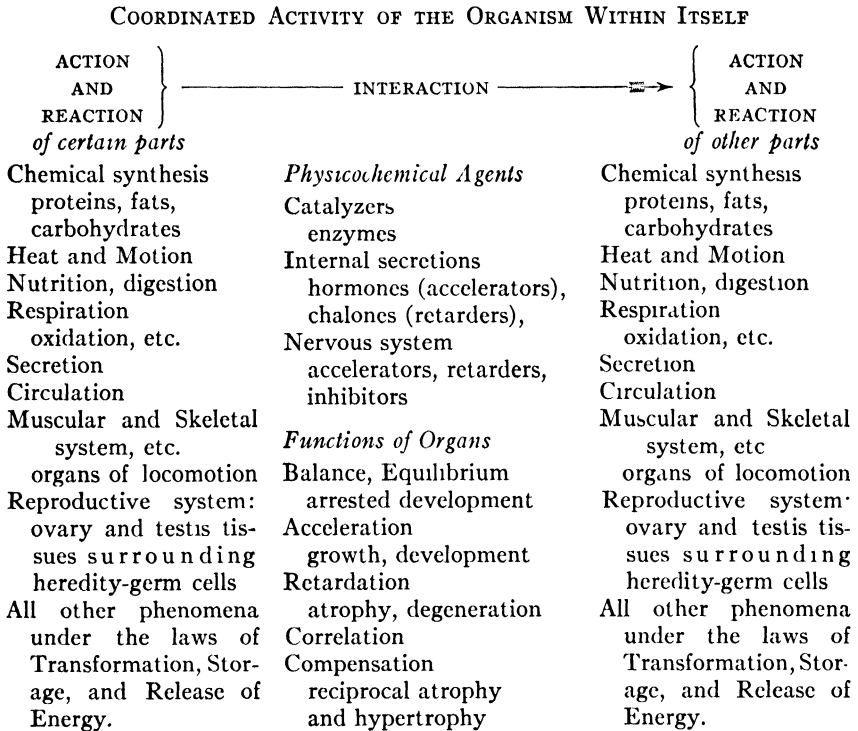 COORDINATED ACTIVITY OF THE ORGANISM WITHIN ITSELF
ACTION
AND
REACTION
of certain parts
INTERACTION
ACTION
AND
REACTION
of other parts
Chemical synthesis
proteins, fats,
carbohydrates
Heat and Motion
Nutrition, digestion
Respiration
oxidation, etc.
Secretion
Circulation
Muscular and Skeletal
system, etc.
organs of locomotion
Reproductive system:
ovary and testis tis-
sues surrounding
heredity-germ cells
All other phenomena
under the laws of
Transformation, Stor-
age, and Release of
Energy.
Physicochemical Agents
Catalyzers
enzymes
Internal secretions
hormones (accelerators),
chalones (retarders),
Nervous system
accelerators, retarders,
inhibitors
Functions of Organs
Balance, Equilibrium
arrested development
Acceleration
growth, development
Retardation
atrophy, degeneration
Correlation
Compensation
reciprocal atrophy
and hypertrophy
Chemical synthesis
proteins, fats,
carbohydrates
Heat and Motion
Nutrition, digestion
Respiration
oxidation, etc.
Secretion
Circulation
Muscular and Skeletal
system, etc
organs of locomotion
Reproductive system·
ovary and testis tis-
sues surrounding
heredity-germ cells
All other phenomena
under the laws of
Transformation, Stor-
age, and Release of
Energy.